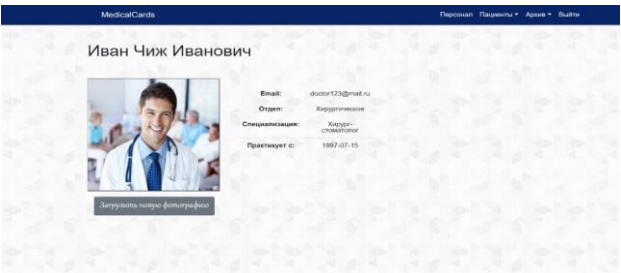 MedicalCards Персонал Пациенты Архив Выйти
Иван Чиж Иванович
Email: doctor123@mail.ru
Отдел: Хирургическое
Специализация: Хирург-
стоматолог
Практикует с: 1997-07-15
Загрузить новую фотографию